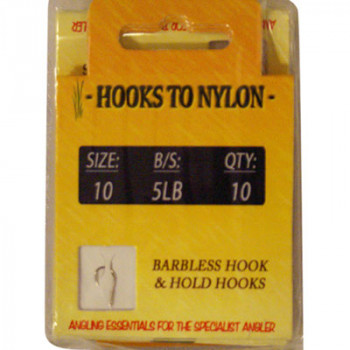 - HOOKS TO NYLON -
SIZE: B/S: QTY:
10 5LB 10
BARBLESS HOOK
& HOLD HOOKS
ANGLING ESSENTIALS FOR THE SPECIALIST ANGLER